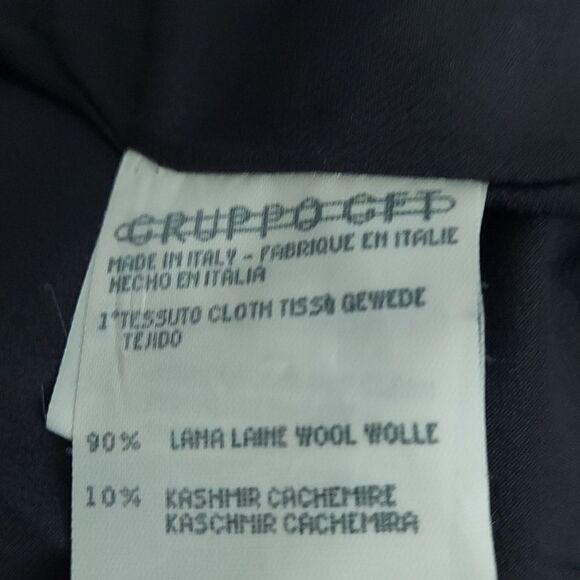 GRUPPO GFT
MADE IN ITALY - FABRIQUE EN ITALIE
HECHO EN ITALIA
1°TESSUTO CLOTH TISSÚ GEWEDE
TEJIDO
90% LANA LAINE WOOL WOLLE
10% KASHMIR CACHEMIRE
KASCHMIR CACHEMIRA